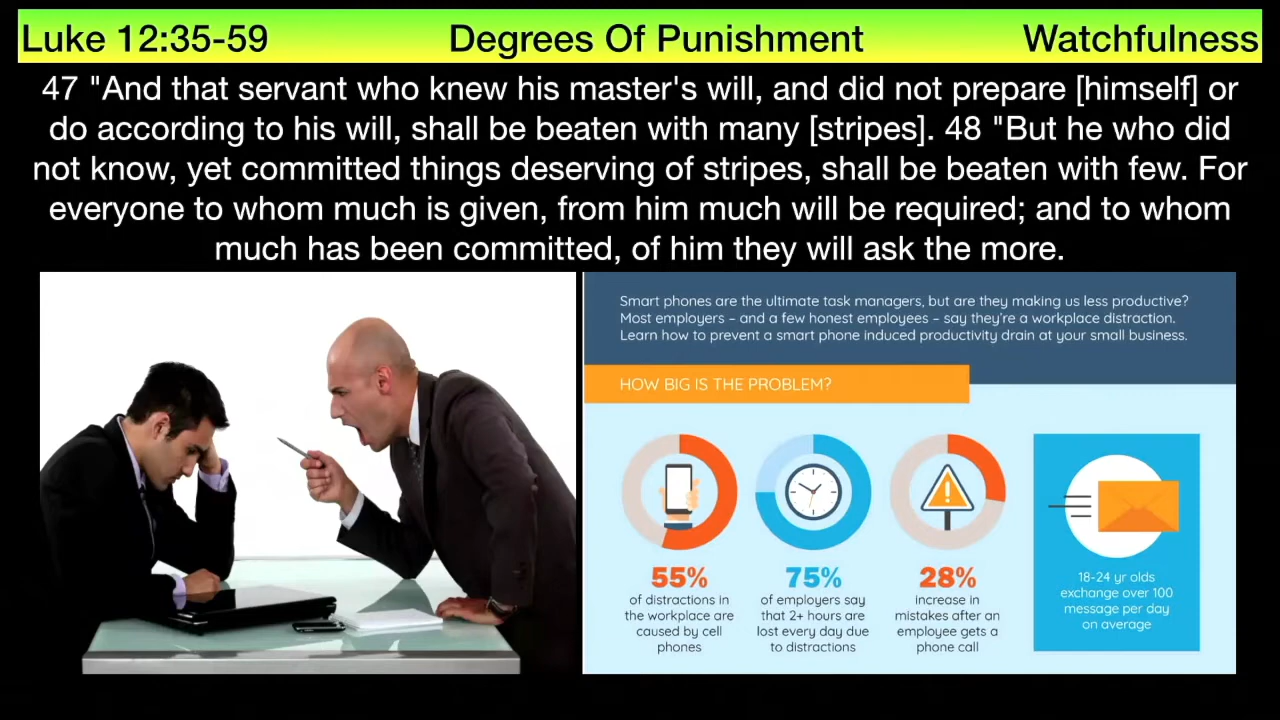 Luke 12:35-59 Degrees Of Punishment Watchfulness
47 "And that servant who knew his master's will, and did not prepare [himself] or
do according to his will, shall be beaten with many [stripes]. 48 "But he who did
not know, yet committed things deserving of stripes, shall be beaten with few. For
everyone to whom much is given, from him much will be required; and to whom
much has been committed, of him they will ask the more.
Smart phones are the ultimate task managers, but are they making us less productive?
Most employers – and a few honest employees – say they're a workplace distraction.
Learn how to prevent a smart phone induced productivity drain at your small business.
HOW BIG IS THE PROBLEM?
55%
of distractions in
the workplace are
caused by cell
phones
75%
of employers say
that 2+ hours are
lost every day due
to distractions
28%
increase in
mistakes after an
employee gets a
phone call
18-24 yr olds
exchange over 100
message per day
on average